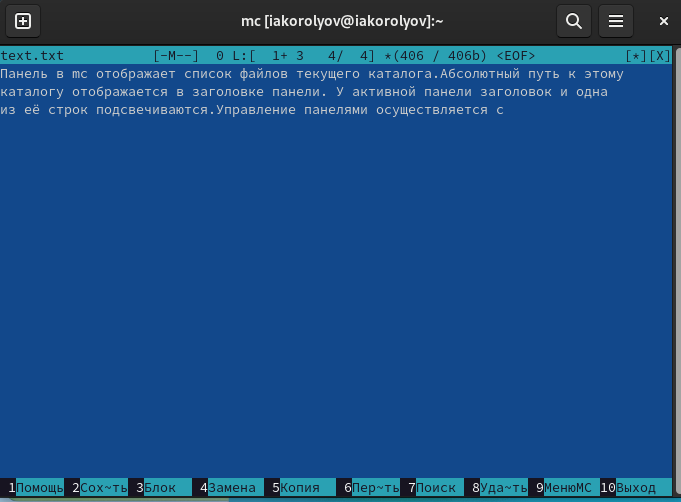 mc [iakorolyov@iakorolyov]:~
text.txt [-M--] 0 L:[ 1+ 3 4/ 4] *(406 / 406b) <EOF> [*][X]
Панель в mc отображает список файлов текущего каталога.Абсолютный путь к этому
каталогу отображается в заголовке панели. У активной панели заголовок и одна
из её строк подсвечиваются.Управление панелями осуществляется с
1Помощь 2Сох~ть 3Блок 4Замена 5Копия 6Пер~ть 7Поиск 8Уда~ть 9МенюMC 10Выход